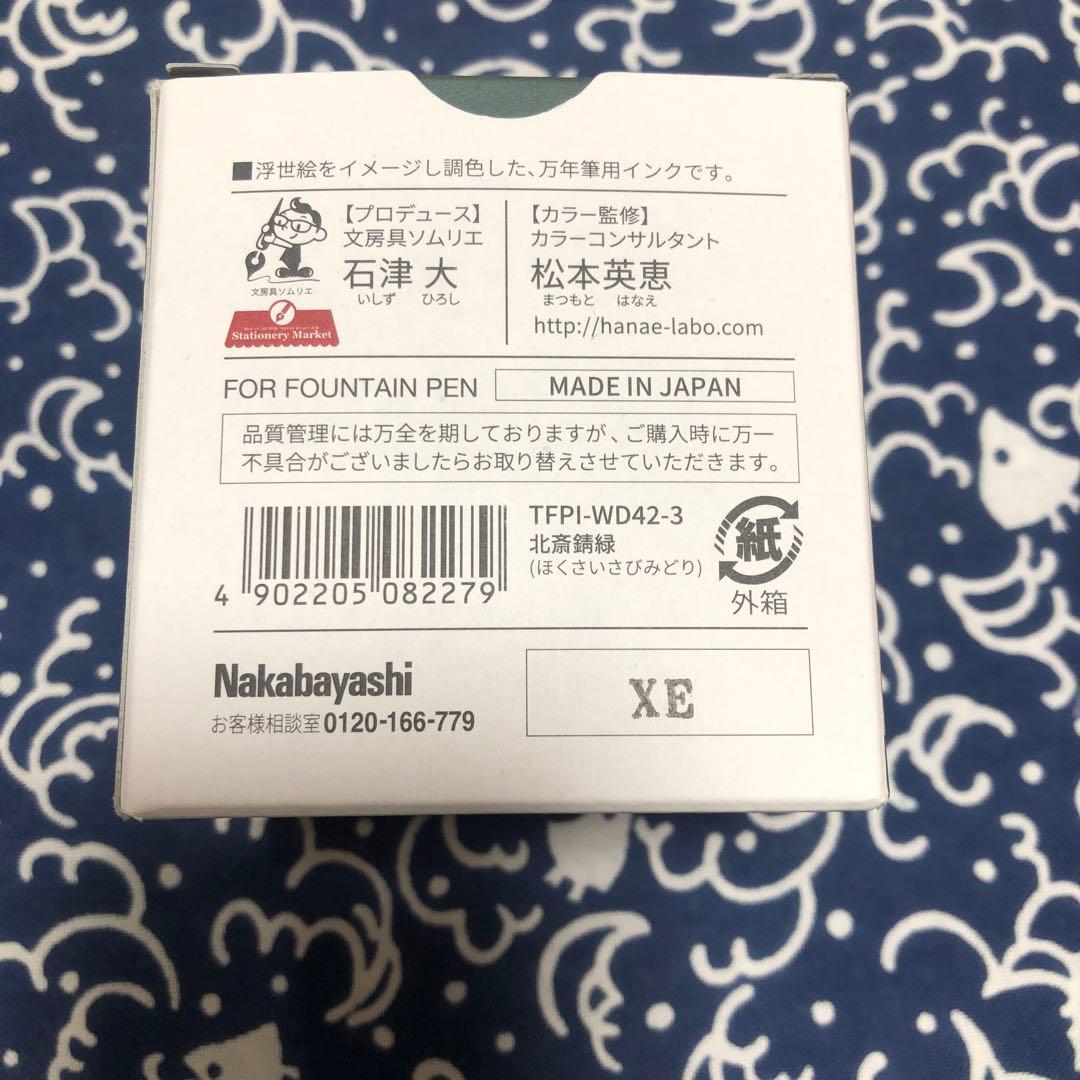 ■浮世絵をイメージし調色した、万年筆用インクです。
【プロデュース】
文房具ソムリエ
石津 大
いしず ひろし
文房具ソムリエ
Stationery Market
【カラー監修】
カラーコンサルタント
松本英恵
まつもと はなえ
http://hanae-labo.com
FOR FOUNTAIN PEN
MADE IN JAPAN
品質管理には万全を期しておりますが、ご購入時に万一
不具合がございましたらお取り替えさせていただきます。
4 902205 082279
TFPI-WD42-3
北斎錆緑
(ほくさいさびみどり)
紙
外箱
Nakabayashi
お客様相談室 0120-166-779
XE